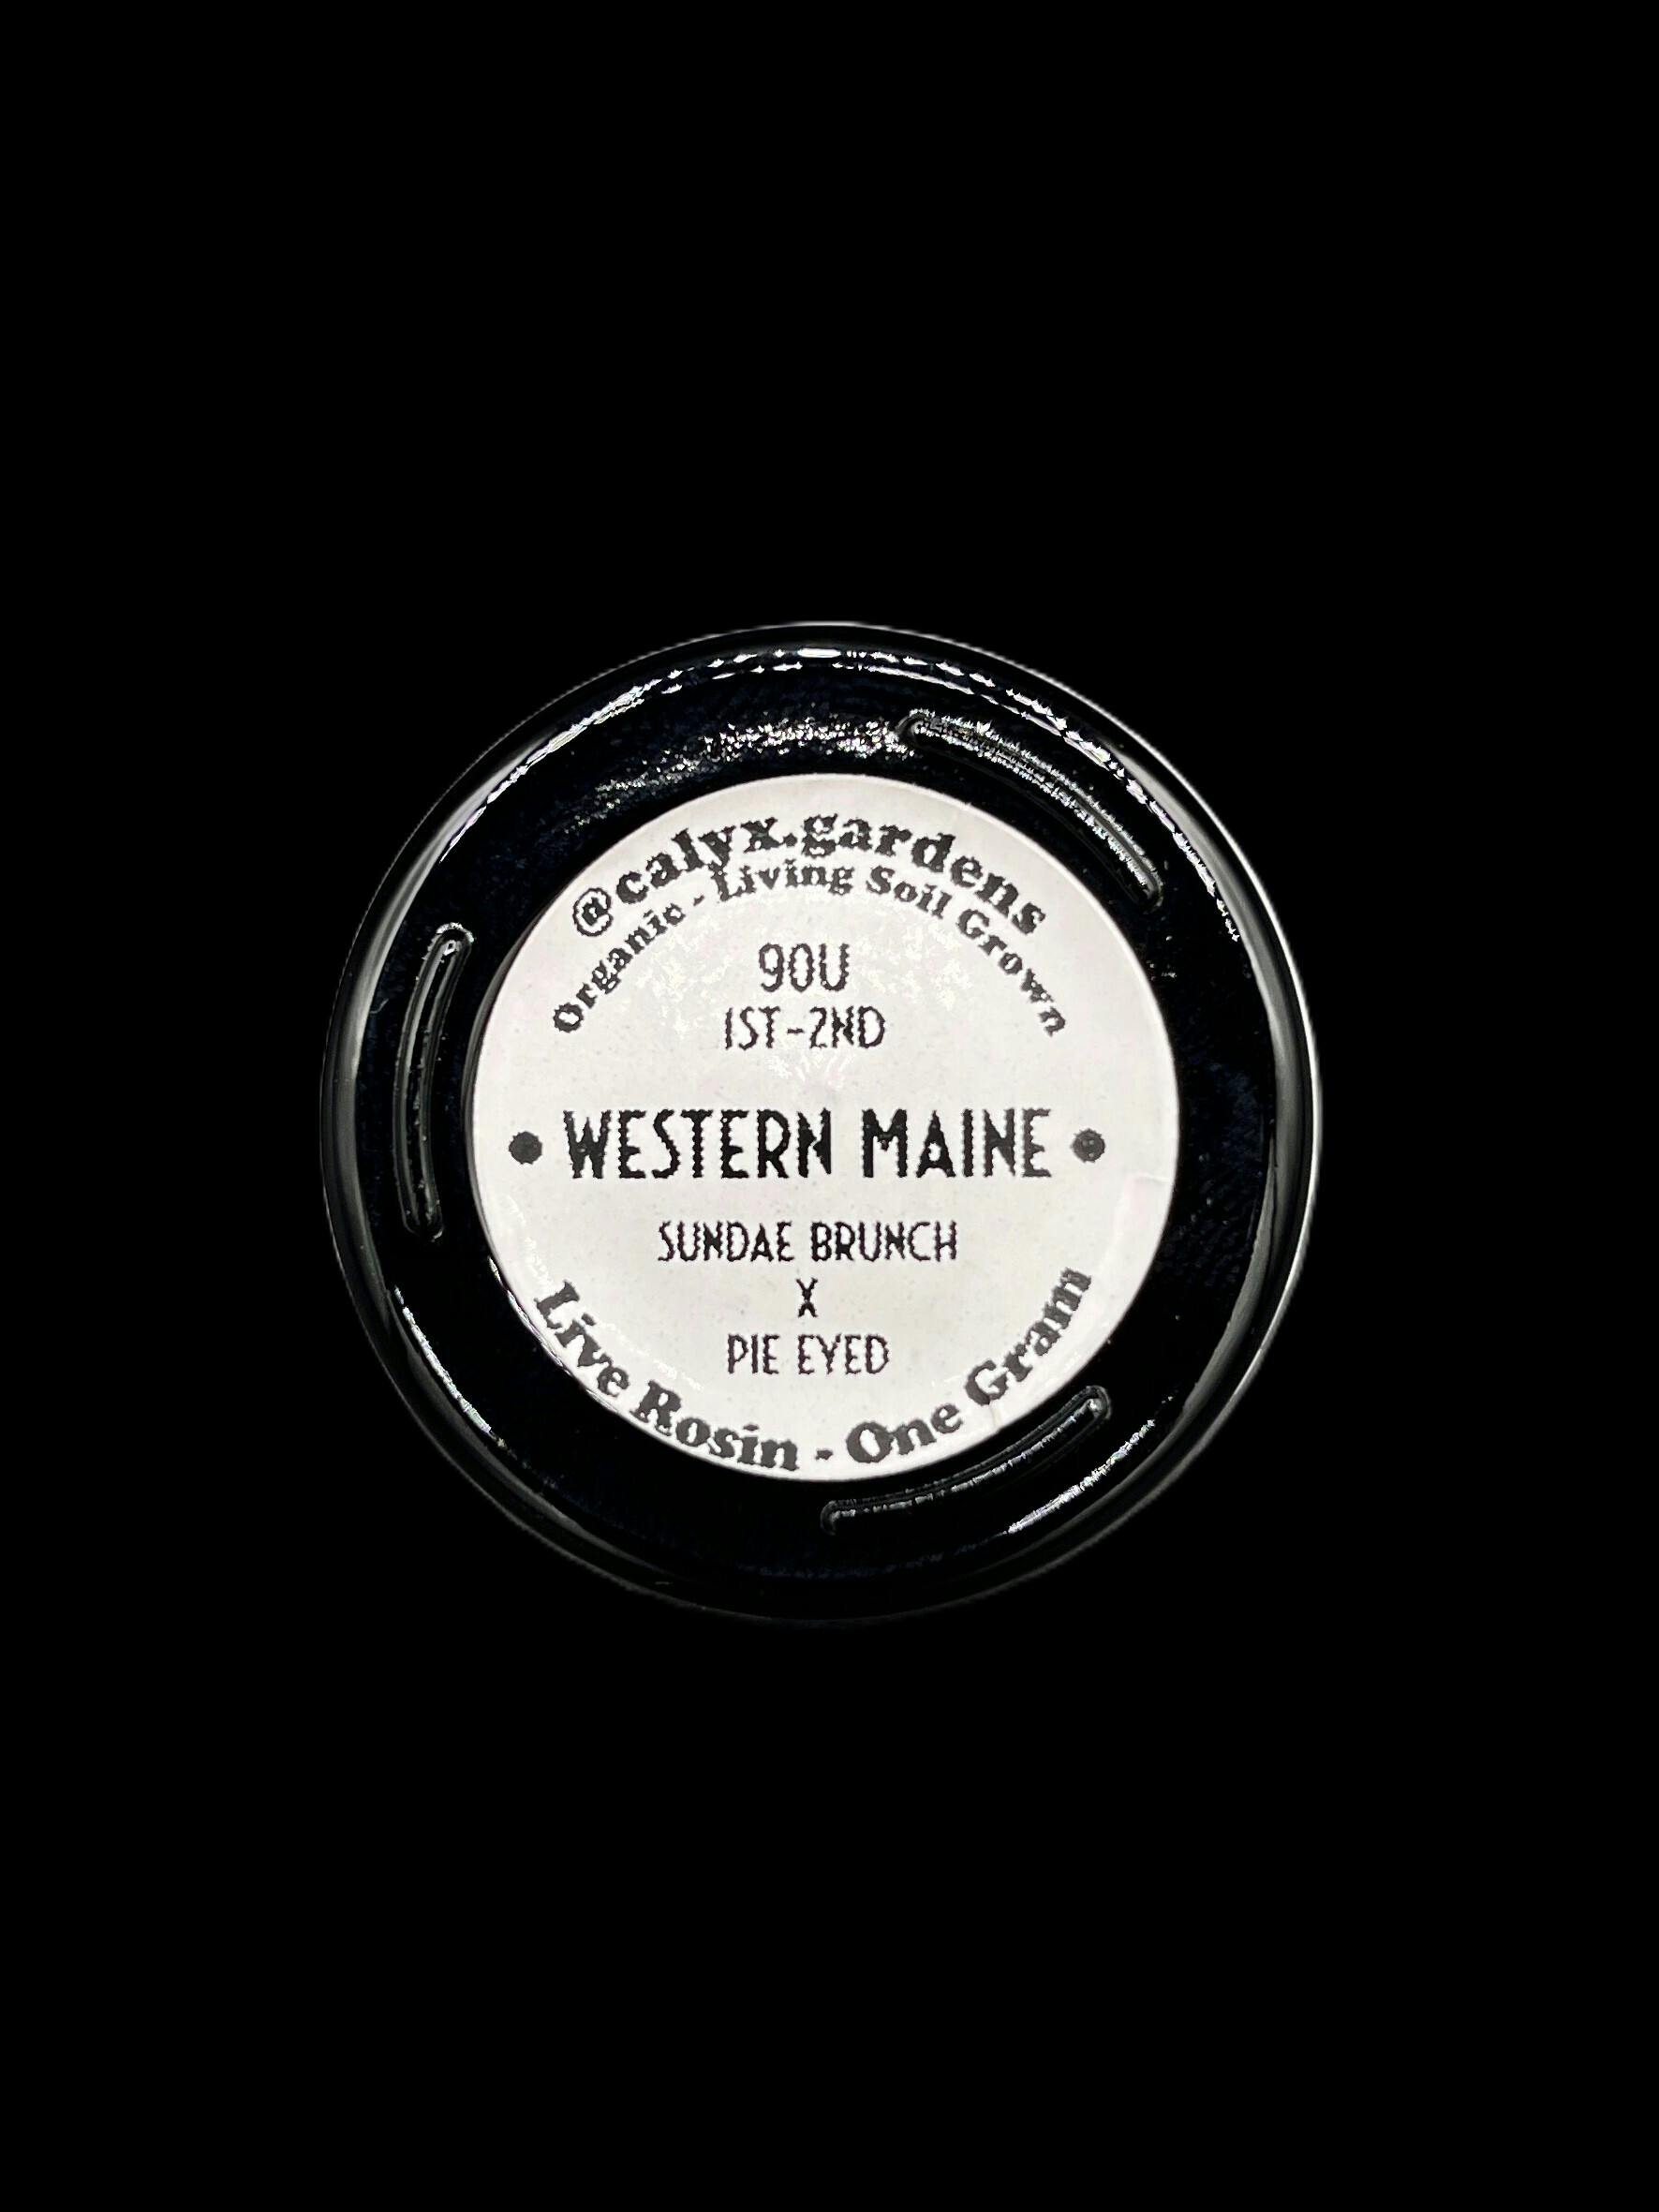 @calyx.gardens
Organic - Living Soil Grown
90U
1ST-2ND
• WESTERN MAINE •
SUNDAE BRUNCH
X
PIE EYED
Live Rosin - One Gram